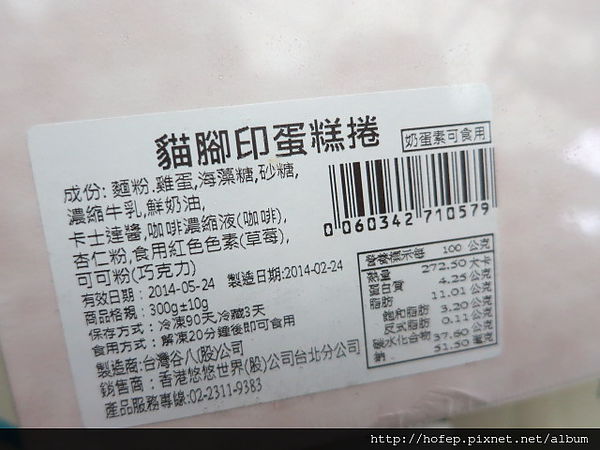 貓腳印蛋糕捲
奶蛋素可食用
成份: 麵粉.雞蛋,海藻糖,砂糖,
濃縮牛乳,鮮奶油,
卡士達醬,咖啡濃縮液(咖啡),
杏仁粉,食用紅色色素(草莓),
可可粉(巧克力)
有效日期：2014-05-24 製造日期:2014-02-24
商品格規：300g±10g
保存方式：冷凍90天,冷藏3天
食用方式：解凍20分鐘後即可食用
製造商:台灣谷八(股)公司
銷售商：香港悠悠世界(股)公司台北分公司
產品服務專線:02-2311-9383
0 060342 710579
營養標示每 100 公克
熱量 272.50 大卡
蛋白質 4.25 公克
脂肪 11.01 公克
飽和脂肪 3.20 公克
反式脂肪 0.11 公克
碳水化合物 37.60 公克
鈉 51.50 毫克
http://hofep.pixnet.net/album